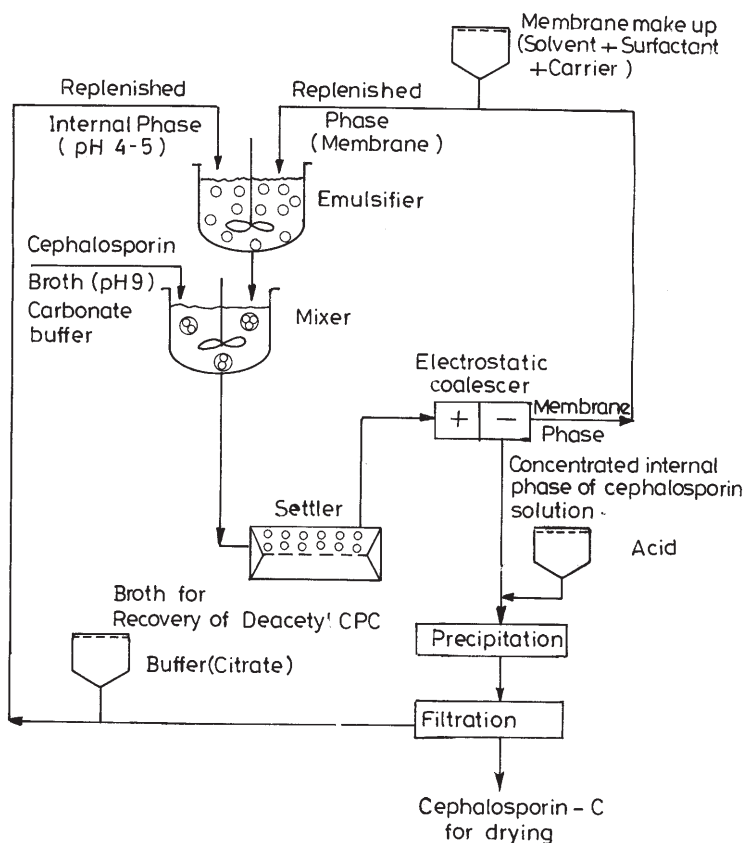 Membrane make up
(Solvent + Surfactant
+ Carrier)
Replenished
Internal Phase
(pH 4-5)
Replenished
Phase
(Membrane)
Emulsifier
Cephalosporin
Broth (pH9)
Carbonate
buffer
Mixer
Electrostatic
coalescer
+ −
Membrane
Phase
Concentrated internal
phase of cephalosporin
solution
Settler
Acid
Broth for
Recovery of Deacetyl CPC
Precipitation
Buffer(Citrate)
Filtration
Cephalosporin - C
for drying